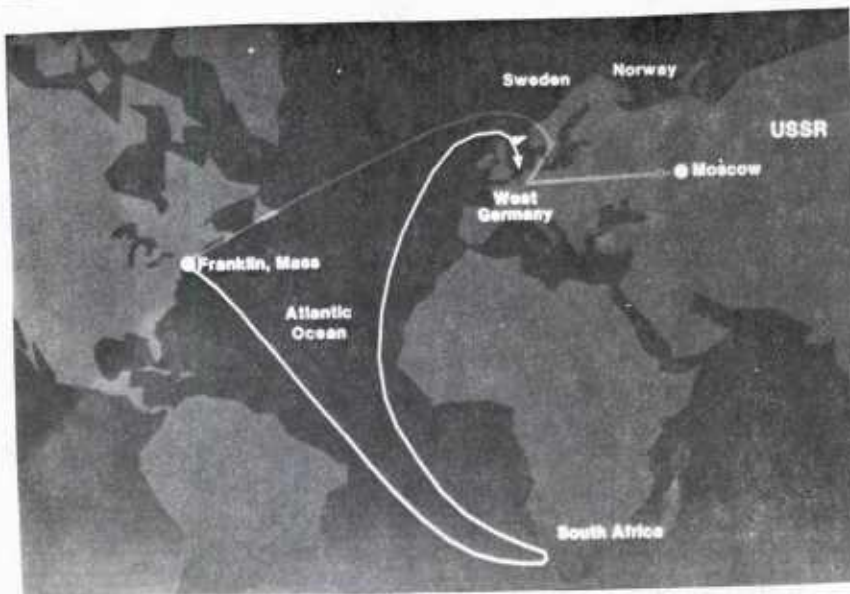 Sweden
Norway
USSR
Moscow
West
Germany
Franklin, Mass
Atlantic
Ocean
South Africa